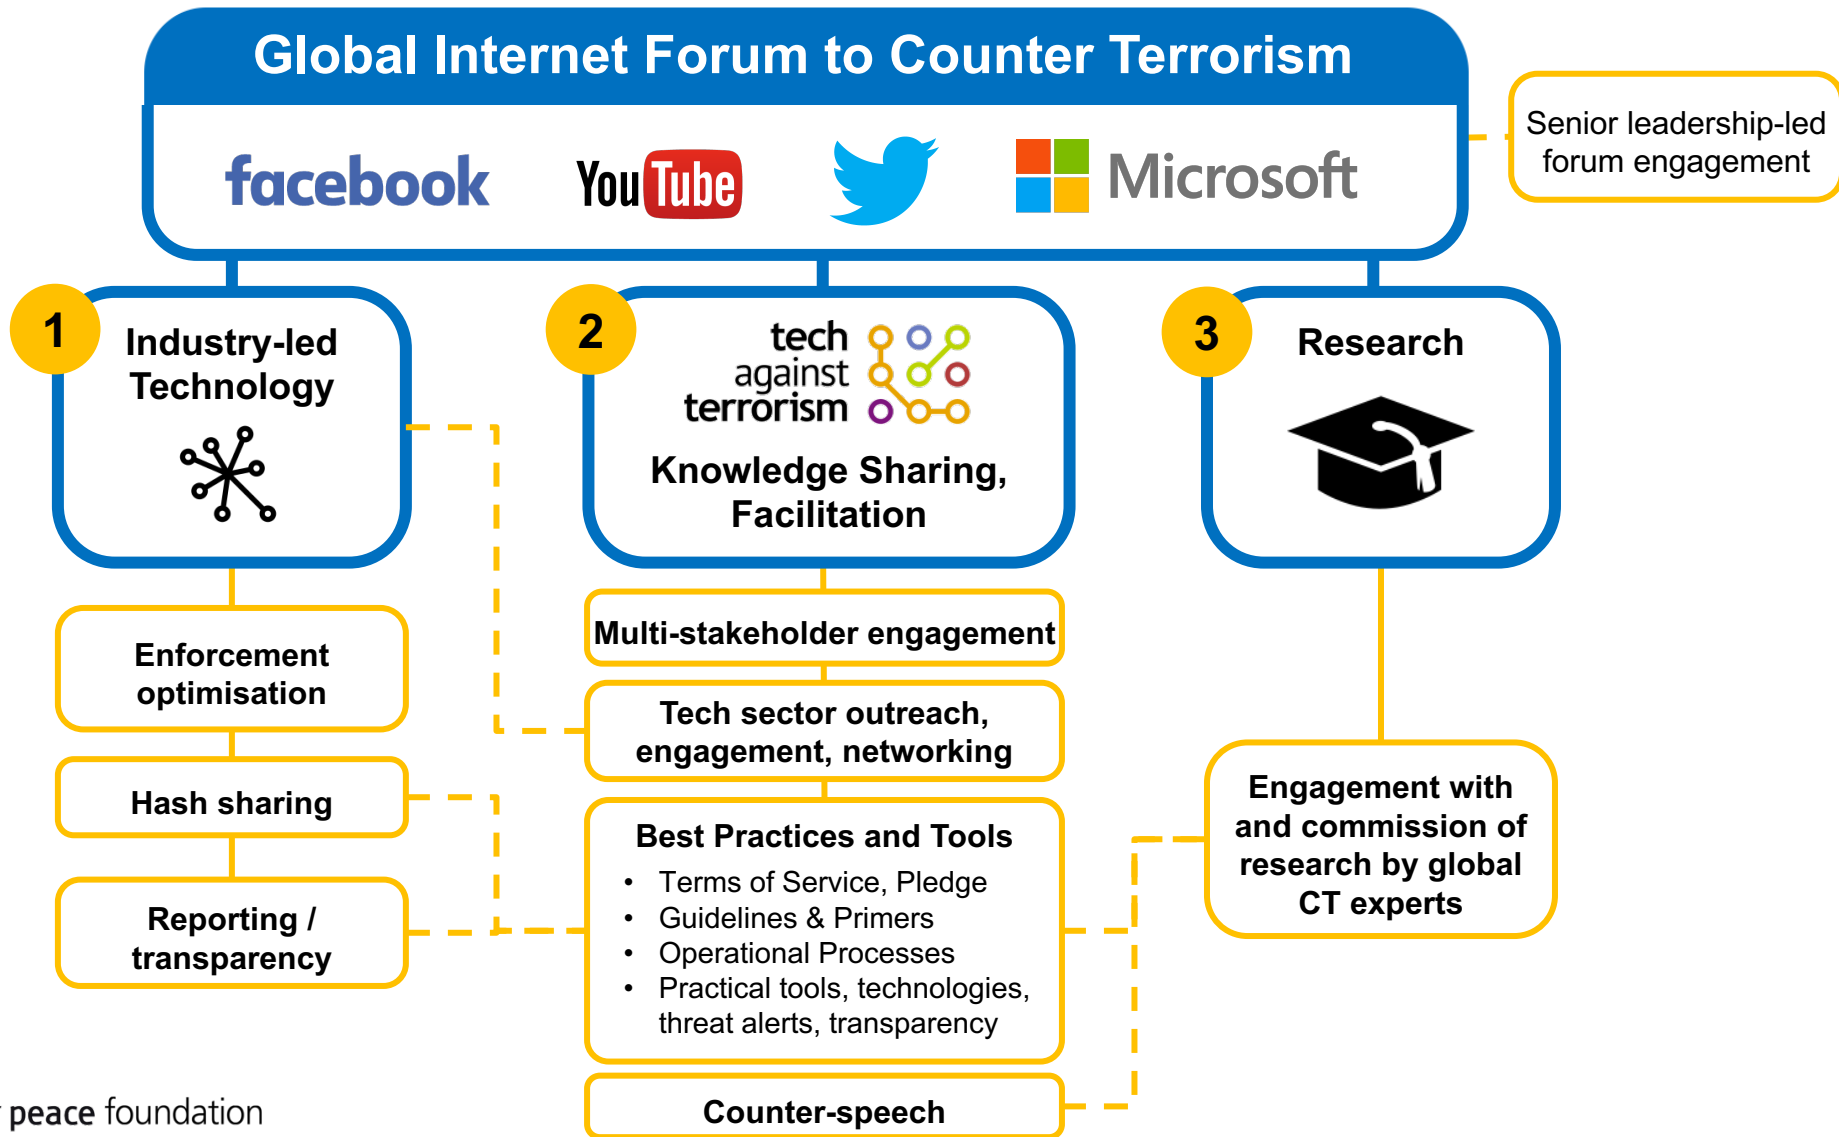 Global Internet Forum to Counter Terrorism
facebook
YouTube
Microsoft
Senior leadership-led
forum engagement
1
Industry-led
Technology
2
tech
against
terrorism
Knowledge Sharing,
Facilitation
3
Research
Enforcement
optimisation
Hash sharing
Reporting /
transparency
Multi-stakeholder engagement
Tech sector outreach,
engagement, networking
Best Practices and Tools
• Terms of Service, Pledge
• Guidelines & Primers
• Operational Processes
• Practical tools, technologies,
threat alerts, transparency
Counter-speech
Engagement with
and commission of
research by global
CT experts
peace foundation